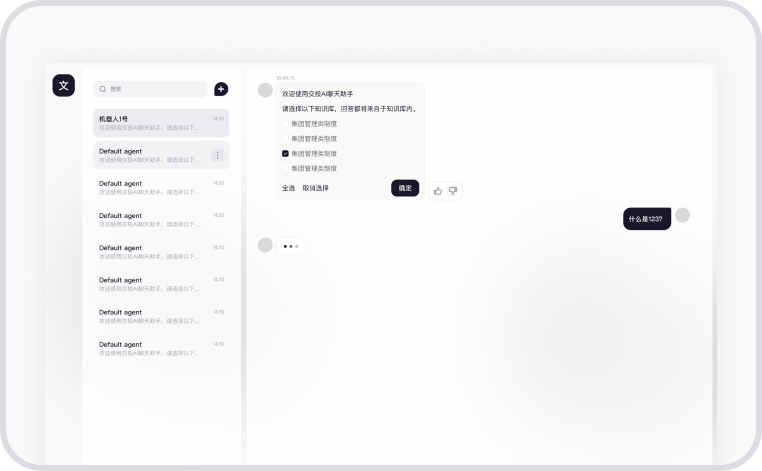 文
搜索
机器人1号
14:10
欢迎使用交投AI聊天助手，请选择以下...
Default agent
欢迎使用交投AI聊天助手，请选择以下...
Default agent
14:10
欢迎使用交投AI聊天助手，请选择以下...
Default agent
14:10
欢迎使用交投AI聊天助手，请选择以下...
Default agent
14:10
欢迎使用交投AI聊天助手，请选择以下...
Default agent
14:10
欢迎使用交投AI聊天助手，请选择以下...
Default agent
14:10
欢迎使用交投AI聊天助手，请选择以下...
Default agent
14:10
欢迎使用交投AI聊天助手，请选择以下...
欢迎使用交投AI聊天助手
请选择以下知识库，回答都将来自于知识库内。
集团管理类制度
集团管理类制度
集团管理类制度
集团管理类制度
全选 取消选择 确定
什么是123?